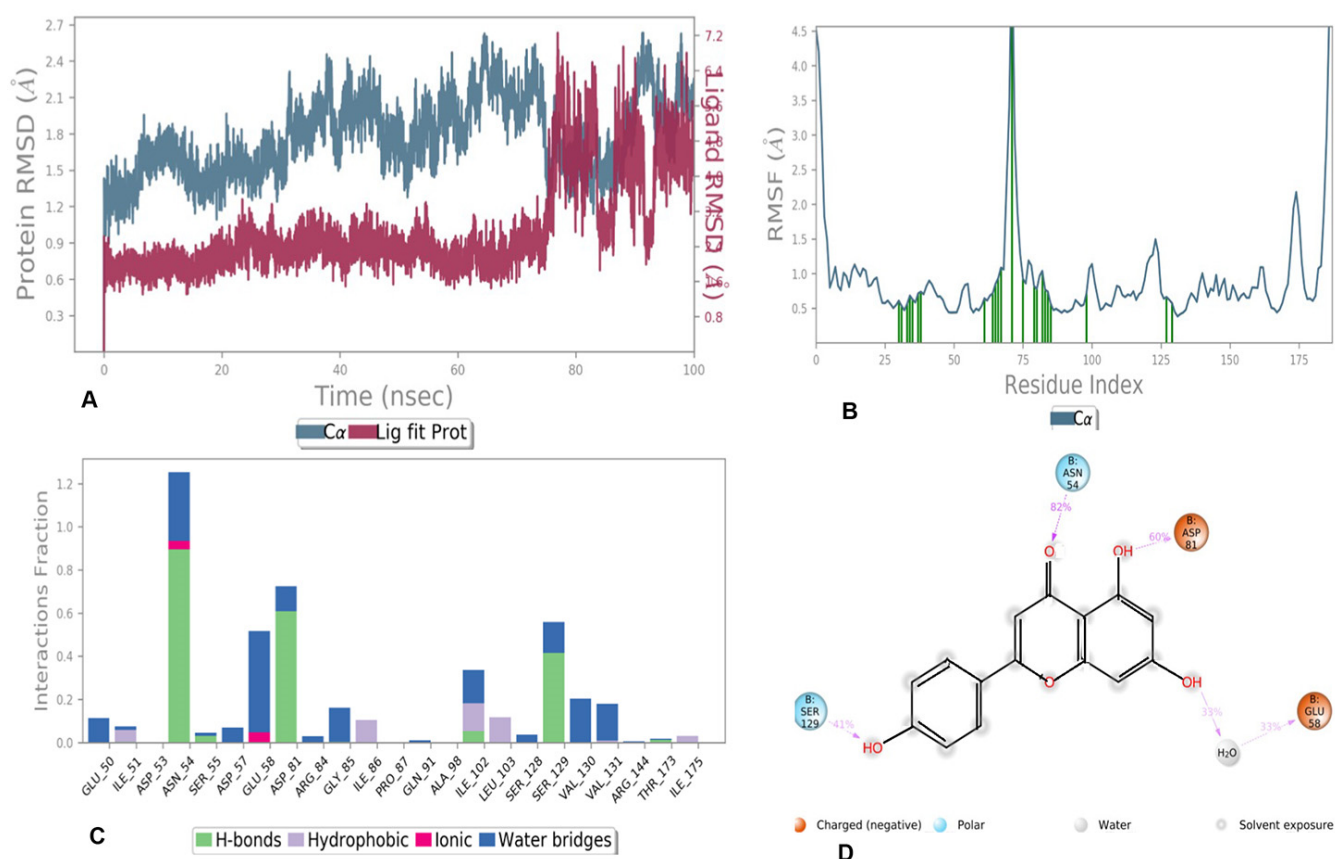 Protein RMSD (Å)
2.7
2.4
2.1
1.8
1.5
1.2
0.9
0.6
0.3
0 20 40 60 80 100
Time (nsec)
Ligand RMSD (Å)
7.2
6.4
0.8
A
Cα Lig fit Prot
RMSF (Å)
4.5
4.0
3.5
3.0
2.5
2.0
1.5
1.0
0.5
0 25 50 75 100 125 150 175
Residue Index
B
Cα
Interactions Fraction
1.2
1.0
0.8
0.6
0.4
0.2
0.0
GLU_50 ILE_51 ASP_53 ASN_54 SER_55 ASP_57 GLU_58 ASP_81 ARG_84 GLY_85 ILE_86 PRO_87 GLN_91 ALA_98 ILE_102 LEU_103 SER_128 SER_129 VAL_130 VAL_131 ARG_144 THR_173 ILE_175
C
H-bonds Hydrophobic Ionic Water bridges
B:
ASN
54
82%
B:
ASP
81
60%
O
OH
O
OH
HO
B:
SER
129
41%
33%
H₂O
33%
B:
GLU
58
Charged (negative) Polar Water Solvent exposure
D